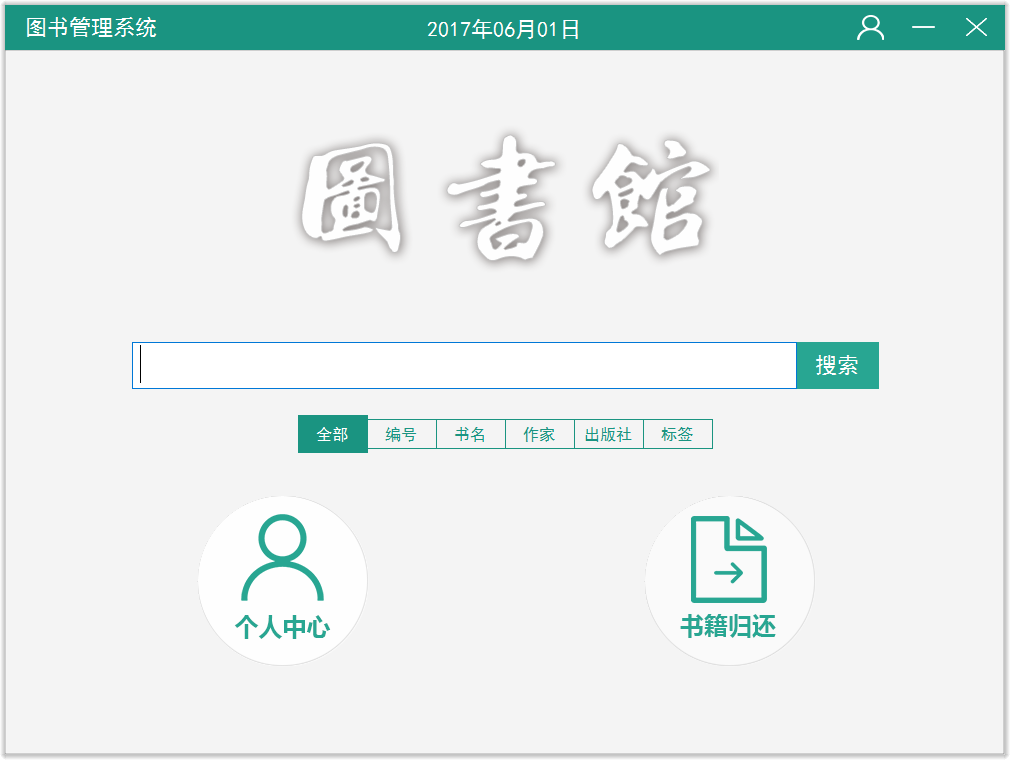 图书管理系统 2017年06月01日
圖書館
搜索
全部 编号 书名 作家 出版社 标签
个人中心 书籍归还